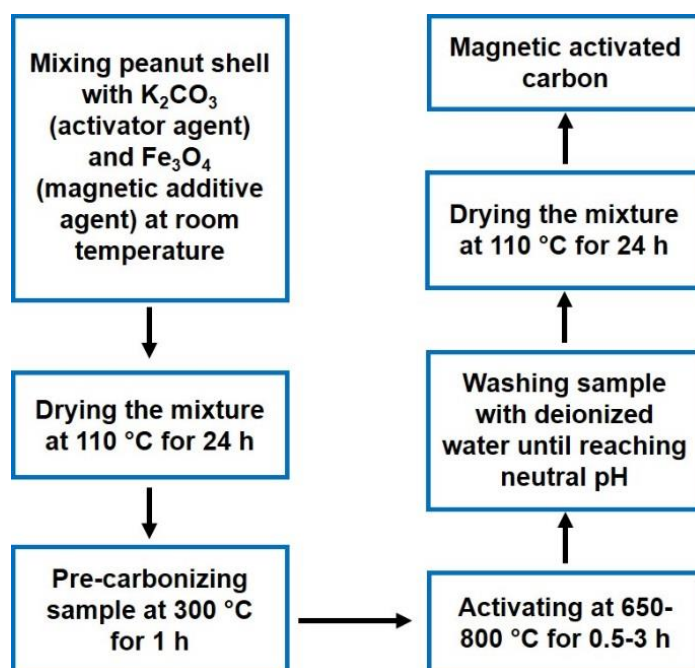 Mixing peanut shell
with K₂CO₃
(activator agent)
and Fe₃O₄
(magnetic additive
agent) at room
temperature
Drying the mixture
at 110 °C for 24 h
Pre-carbonizing
sample at 300 °C
for 1 h
Activating at 650-
800 °C for 0.5-3 h
Washing sample
with deionized
water until reaching
neutral pH
Drying the mixture
at 110 °C for 24 h
Magnetic activated
carbon